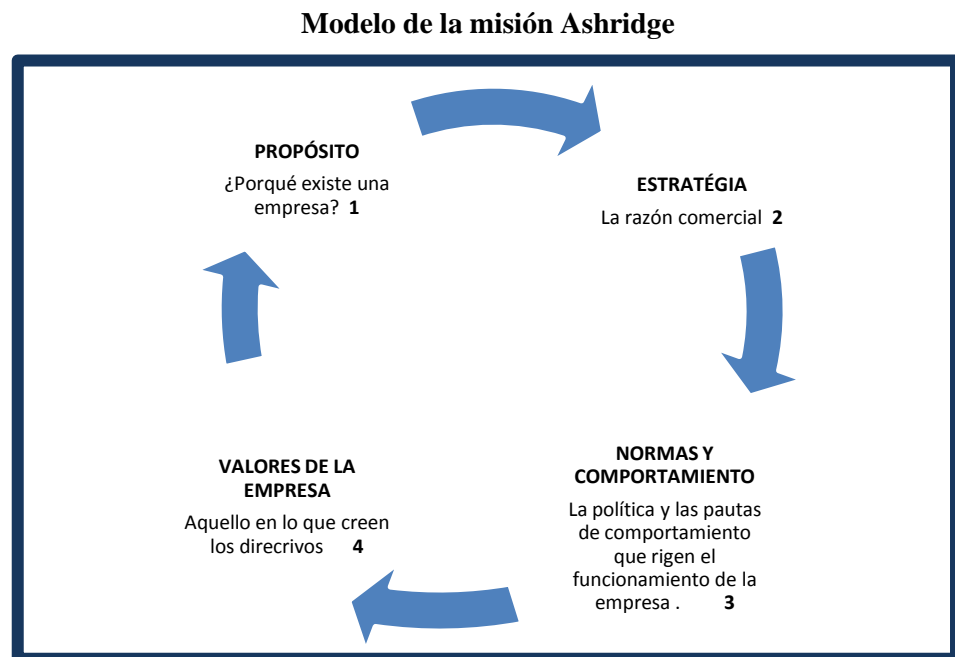 Modelo de la misión Ashridge
PROPÓSITO
¿Porqué existe una
empresa? 1
ESTRATÉGIA
La razón comercial 2
NORMAS Y
COMPORTAMIENTO
La política y las pautas
de comportamiento
que rigen el
funcionamiento de la
empresa . 3
VALORES DE LA
EMPRESA
Aquello en lo que creen
los direcrivos 4